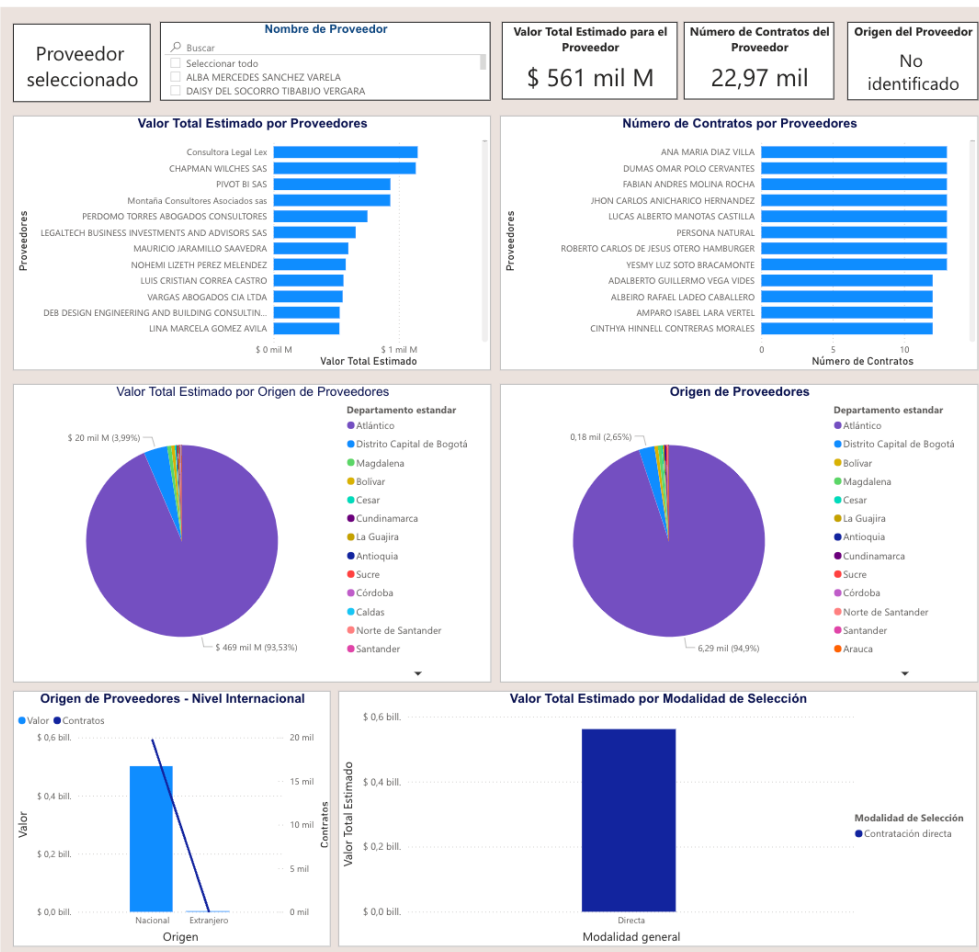 Proveedor
seleccionado
Nombre de Proveedor
Buscar
Seleccionar todo
ALBA MERCEDES SANCHEZ VARELA
DAISY DEL SOCORRO TIBABIJO VERGARA
Valor Total Estimado para el
Proveedor
$ 561 mil M
Número de Contratos del
Proveedor
22,97 mil
Origen del Proveedor
No
identificado
Valor Total Estimado por Proveedores
Proveedores
Consultora Legal Lex
CHAPMAN WILCHES SAS
PIVOT BI SAS
Montaña Consultores Asociados sas
PERDOMO TORRES ABOGADOS CONSULTORES
LEGALTECH BUSINESS INVESTMENTS AND ADVISORS SAS
MAURICIO JARAMILLO SAAVEDRA
NOHEMI LIZETH PEREZ MELENDEZ
LUIS CRISTIAN CORREA CASTRO
VARGAS ABOGADOS CIA LTDA
DEB DESIGN ENGINEERING AND BUILDING CONSULTIN...
LINA MARCELA GOMEZ AVILA
$ 0 mil M $ 1 mil M
Valor Total Estimado
Número de Contratos por Proveedores
Proveedores
ANA MARIA DIAZ VILLA
DUMAS OMAR POLO CERVANTES
FABIAN ANDRES MOLINA ROCHA
JHON CARLOS ANICHARICO HERNANDEZ
LUCAS ALBERTO MANOTAS CASTILLA
PERSONA NATURAL
ROBERTO CARLOS DE JESUS OTERO HAMBURGER
YESMY LUZ SOTO BRACAMONTE
ADALBERTO GUILLERMO VEGA VIDES
ALBEIRO RAFAEL LADEO CABALLERO
AMPARO ISABEL LARA VERTEL
CINTHYA HINNELL CONTRERAS MORALES
0 5 10
Número de Contratos
Valor Total Estimado por Origen de Proveedores
$ 20 mil M (3,99%)
$ 469 mil M (93,53%)
Departamento estandar
Atlántico
Distrito Capital de Bogotá
Magdalena
Bolívar
Cesar
Cundinamarca
La Guajira
Antioquia
Sucre
Córdoba
Caldas
Norte de Santander
Santander
Origen de Proveedores
0,18 mil (2,65%)
6,29 mil (94,9%)
Departamento estandar
Atlántico
Distrito Capital de Bogotá
Bolívar
Magdalena
Cesar
La Guajira
Antioquia
Cundinamarca
Sucre
Córdoba
Norte de Santander
Santander
Arauca
Origen de Proveedores - Nivel Internacional
Valor Contratos
$ 0,6 bill.
$ 0,4 bill.
$ 0,2 bill.
$ 0,0 bill.
Valor
20 mil
15 mil
10 mil
5 mil
0 mil
Contratos
Nacional Extranjero
Origen
Valor Total Estimado por Modalidad de Selección
$ 0,6 bill.
$ 0,4 bill.
$ 0,2 bill.
$ 0,0 bill.
Valor Total Estimado
Directa
Modalidad general
Modalidad de Selección
Contratación directa